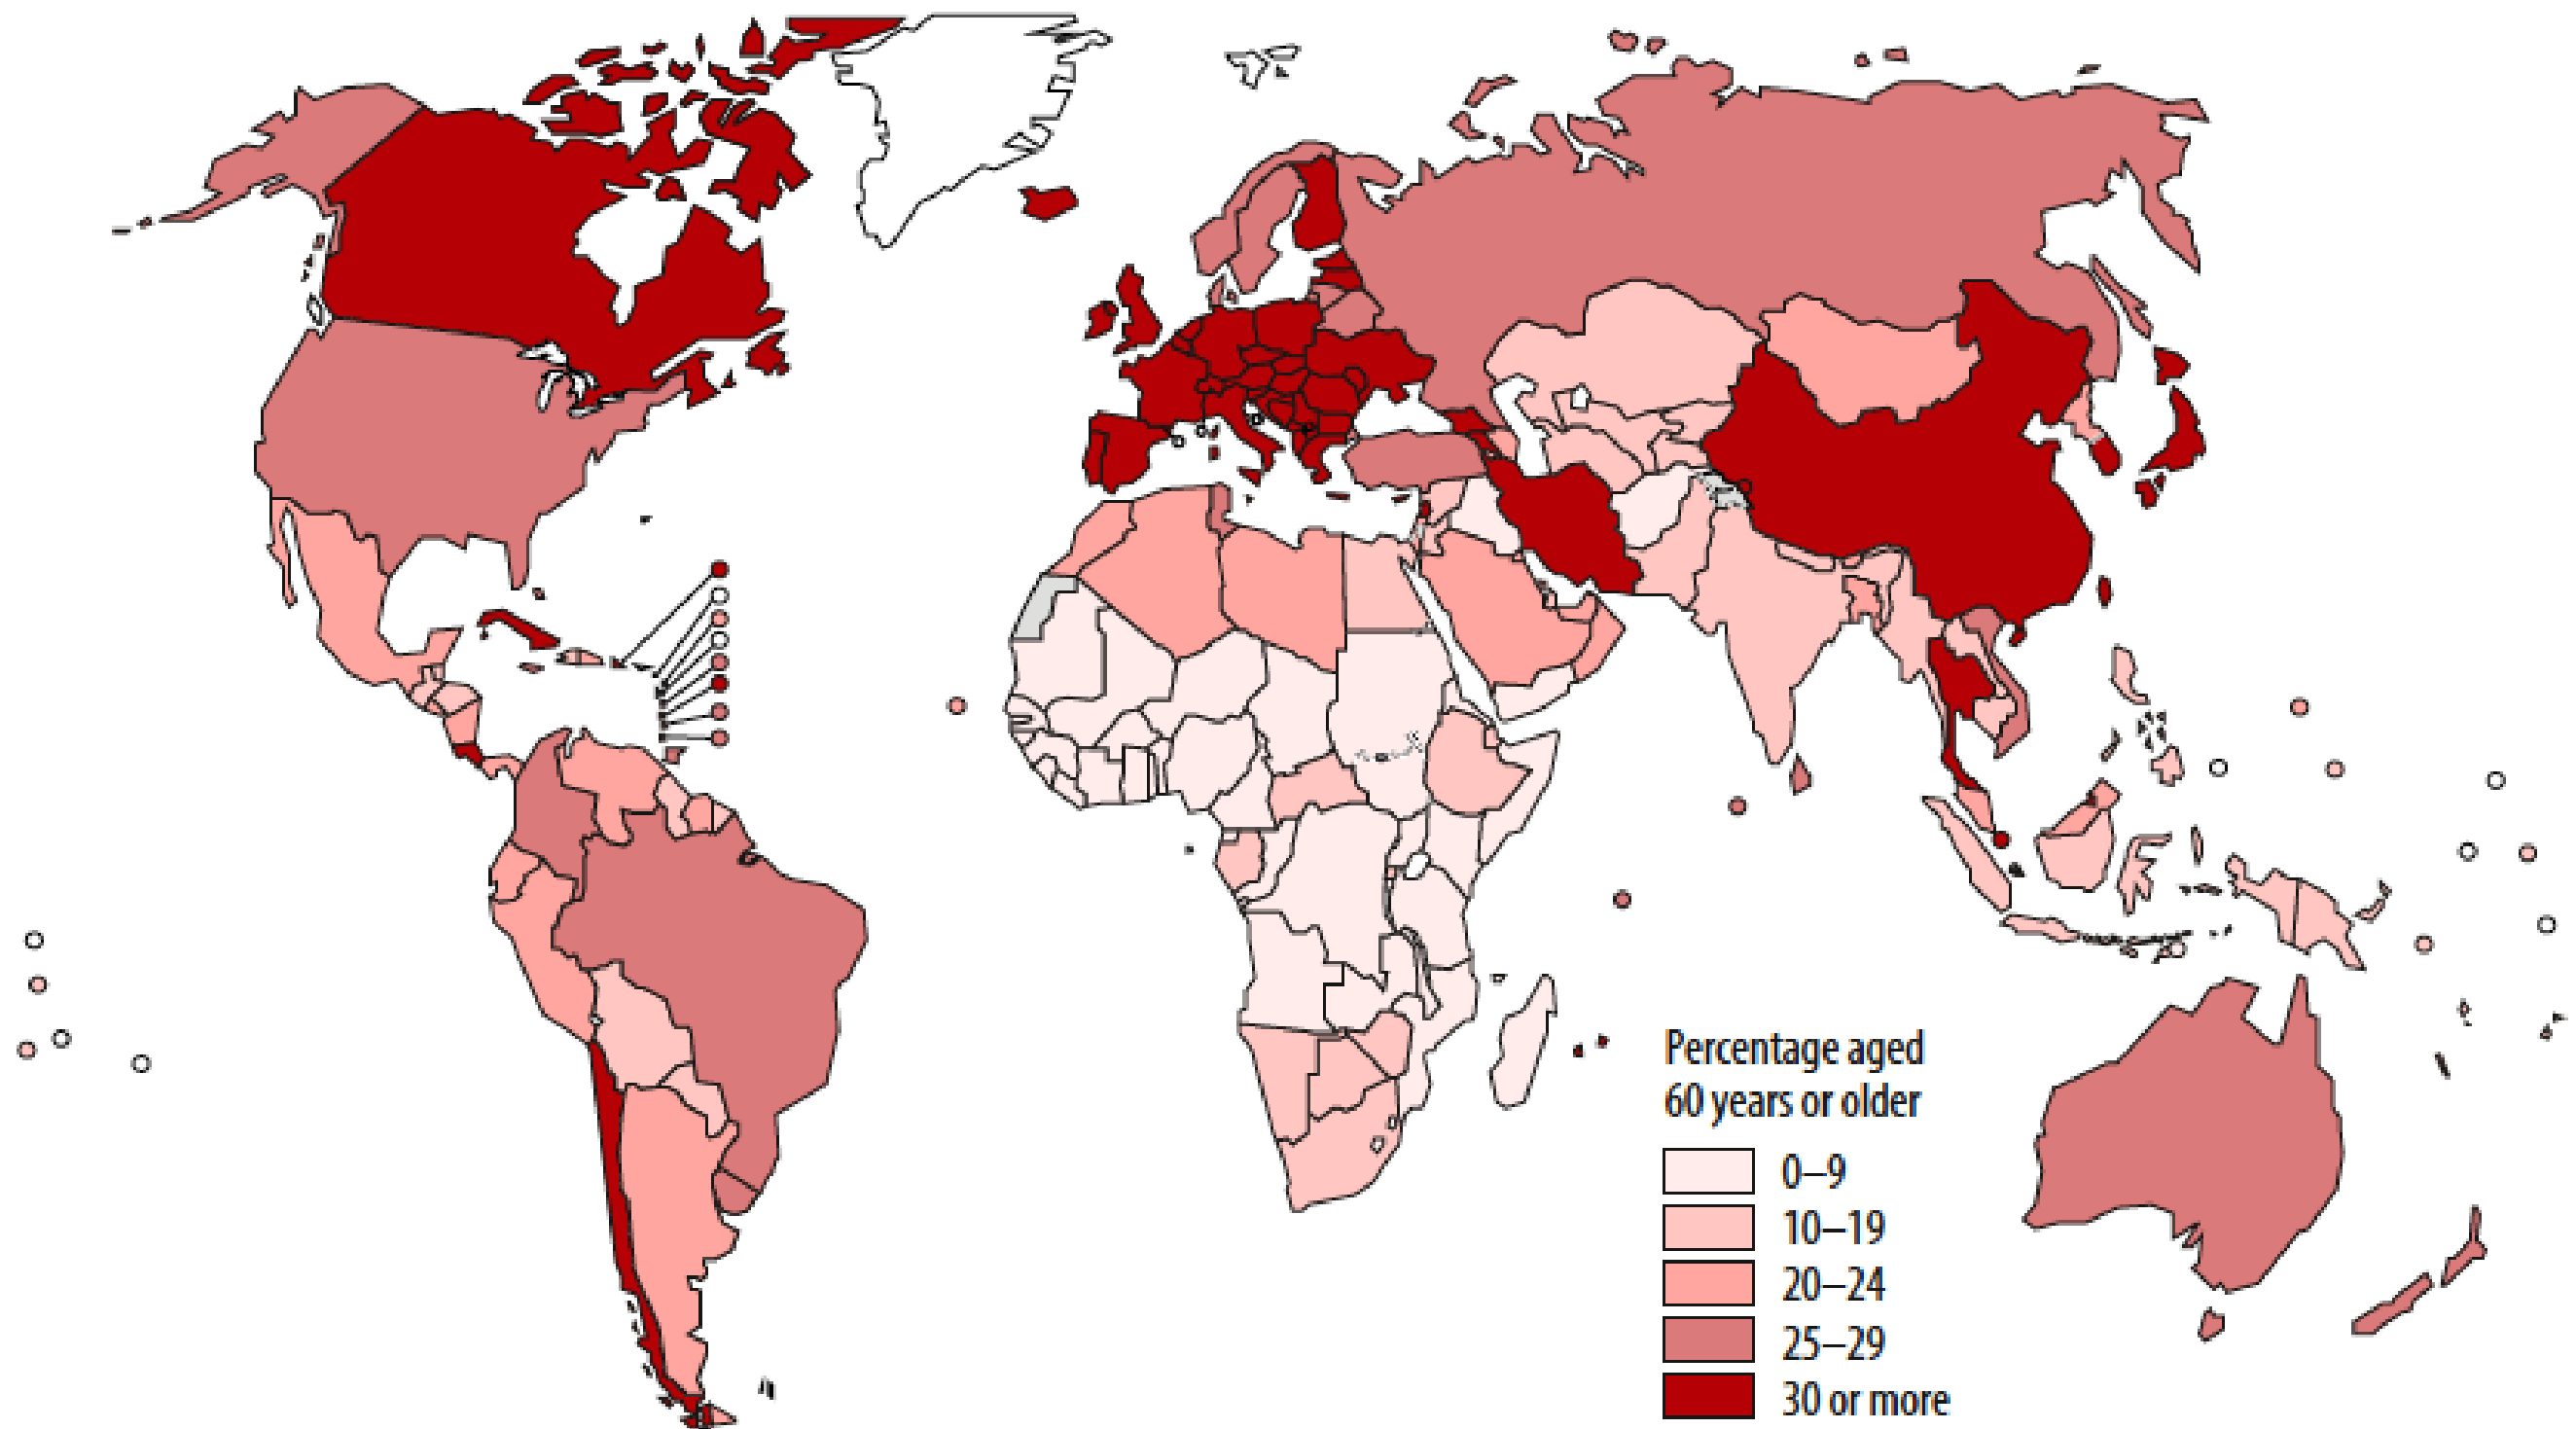 Percentage aged
60 years or older
0–9
10–19
20–24
25–29
30 or more